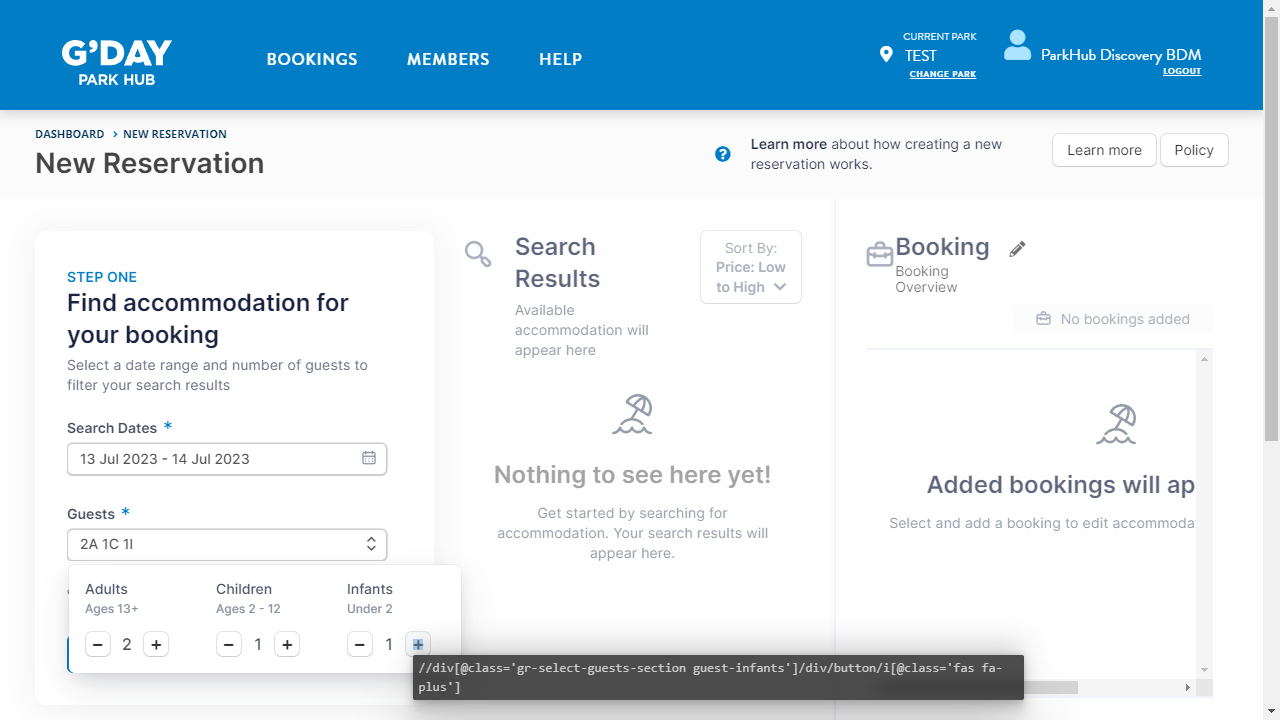 G'DAY
PARK HUB
BOOKINGS
MEMBERS
HELP
CURRENT PARK
TEST
CHANGE PARK
ParkHub Discovery BDM
LOGOUT
DASHBOARD > NEW RESERVATION
New Reservation
Learn more about how creating a new
reservation works.
Learn more
Policy
STEP ONE
Find accommodation for
your booking
Select a date range and number of guests to
filter your search results
Search Dates *
13 Jul 2023 - 14 Jul 2023
Guests *
2A 1C 1I
Adults
Ages 13+
2
Children
Ages 2 - 12
1
Infants
Under 2
1
//div[@class='gr-select-guests-section guest-infants']/div/button/i[@class='fas fa-
plus']
Search
Results
Available
accommodation will
appear here
Sort By:
Price: Low
to High
Nothing to see here yet!
Get started by searching for
accommodation. Your search results will
appear here.
Booking
Booking
Overview
No bookings added
Added bookings will ap
Select and add a booking to edit accommoda